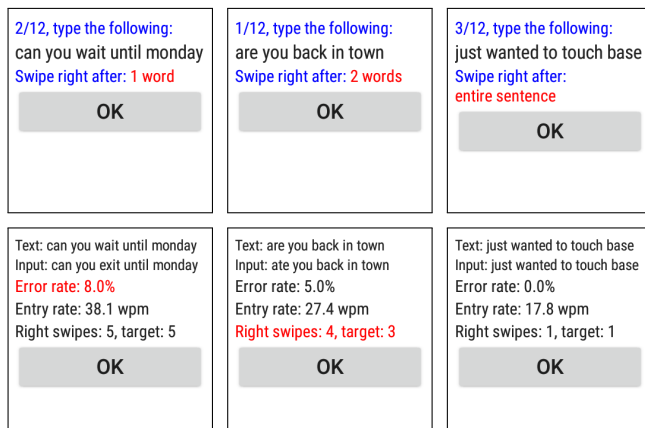 2/12, type the following:
can you wait until monday
Swipe right after: 1 word
OK
1/12, type the following:
are you back in town
Swipe right after: 2 words
OK
3/12, type the following:
just wanted to touch base
Swipe right after:
entire sentence
OK
Text: can you wait until monday
Input: can you exit until monday
Error rate: 8.0%
Entry rate: 38.1 wpm
Right swipes: 5, target: 5
OK
Text: are you back in town
Input: ate you back in town
Error rate: 5.0%
Entry rate: 27.4 wpm
Right swipes: 4, target: 3
OK
Text: just wanted to touch base
Input: just wanted to touch base
Error rate: 0.0%
Entry rate: 17.8 wpm
Right swipes: 1, target: 1
OK